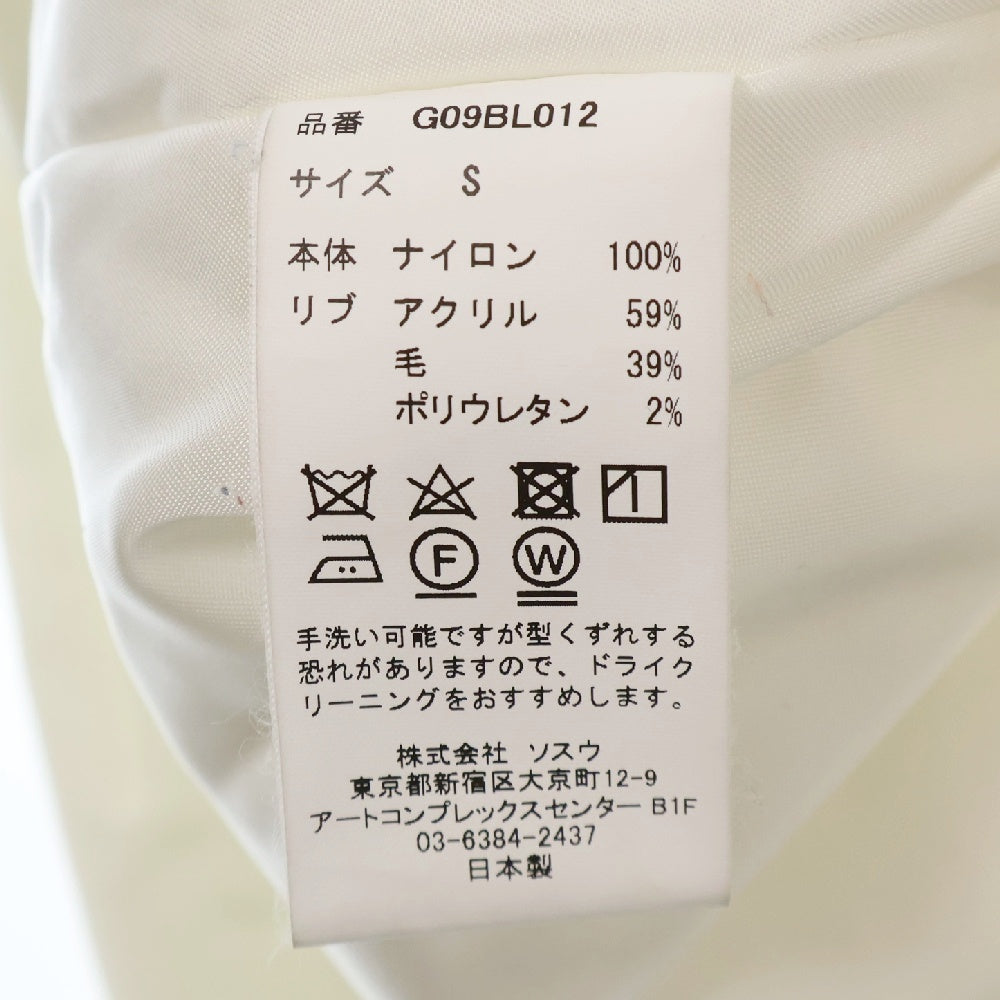 品番 G09BL012
サイズ S
本体 ナイロン 100%
リブ アクリル 59%
毛 39%
ポリウレタン 2%
F W
手洗い可能ですが型くずれする
恐れがありますので、ドライク
リーニングをおすすめします。
株式会社 ソスウ
東京都新宿区大京町12-9
アートコンプレックスセンター B1F
03-6384-2437
日本製